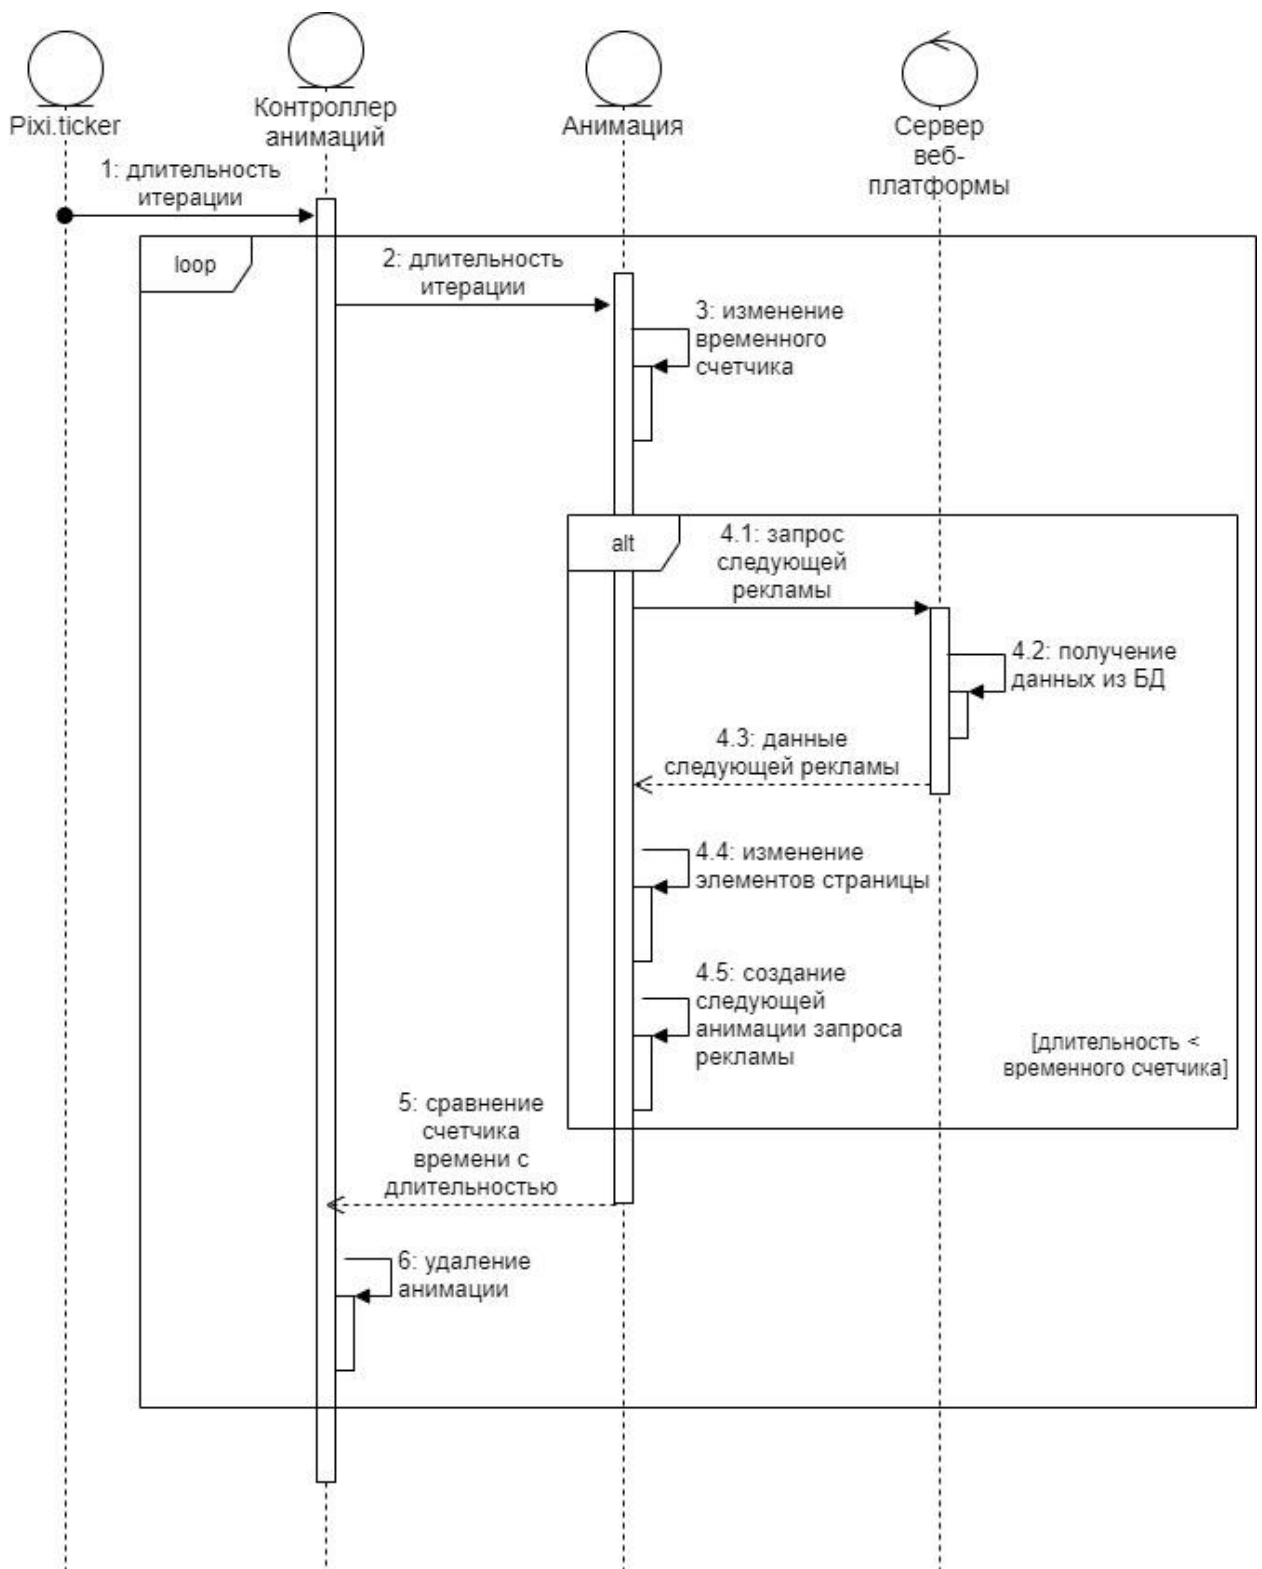 Pixi.ticker
Контроллер
анимаций
Анимация
Сервер
веб-
платформы
1: длительность
итерации
loop
2: длительность
итерации
3: изменение
временного
счетчика
alt
4.1: запрос
следующей
рекламы
4.2: получение
данных из БД
4.3: данные
следующей рекламы
4.4: изменение
элементов страницы
4.5: создание
следующей
анимации запроса
рекламы
[длительность <
временного счетчика]
5: сравнение
счетчика
времени с
длительностью
6: удаление
анимации